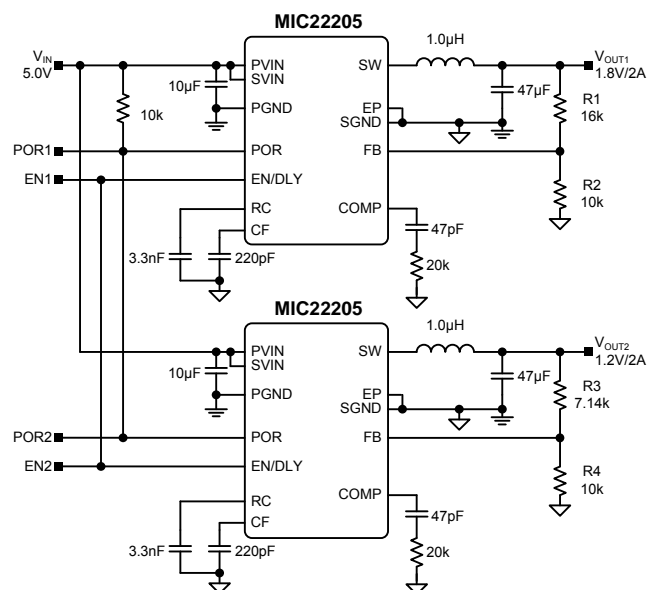 MIC22205
VIN
5.0V
PVIN
SVIN
SW
1.0µH
VOUT1
1.8V/2A
10µF
47µF
R1
16k
10k
PGND
EP
SGND
POR1
POR
FB
EN1
EN/DLY
R2
10k
RC
CF
COMP
47pF
3.3nF
220pF
20k
MIC22205
PVIN
SVIN
SW
1.0µH
VOUT2
1.2V/2A
10µF
47µF
R3
7.14k
PGND
EP
SGND
POR2
POR
FB
EN2
EN/DLY
R4
10k
RC
CF
COMP
47pF
3.3nF
220pF
20k